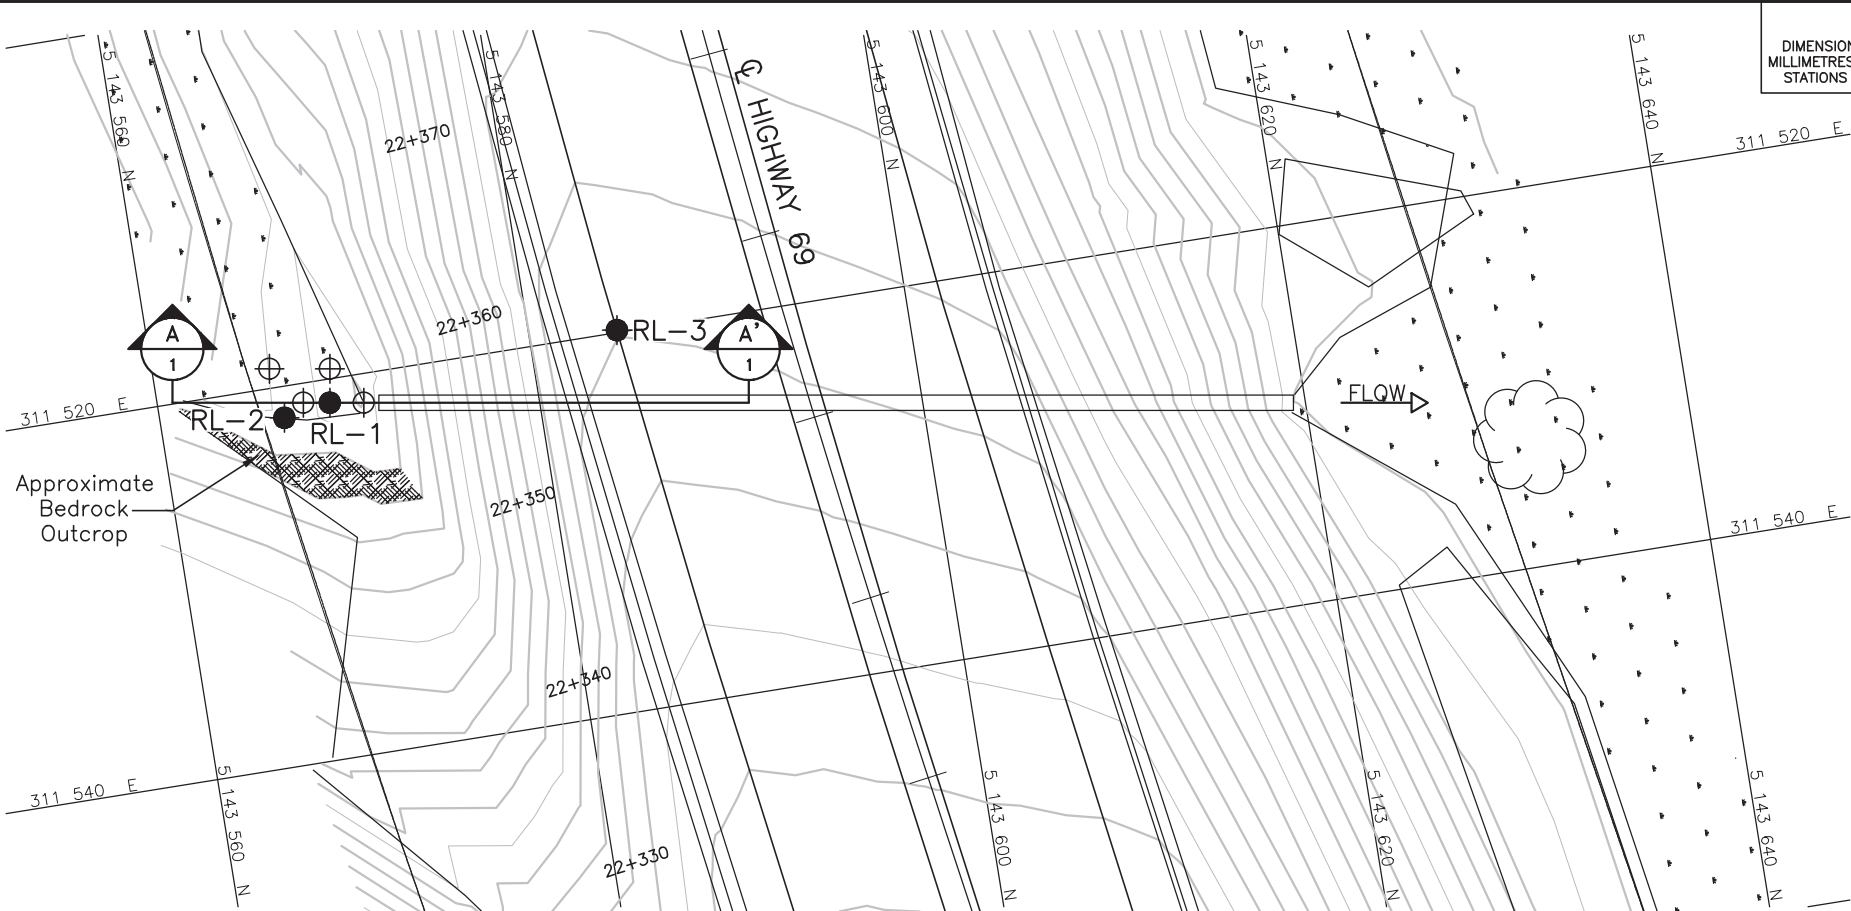 DIMENSION
MILLIMETRES
STATIONS
5 143 560 N
5 143 580 N
℄ HIGHWAY 69
5 143 600 N
5 143 620 N
5 143 640 N
311 520 E
22+370
22+360
A
1
RL-3
A'
1
311 520 E
RL-2
RL-1
FLOW
Approximate
Bedrock
Outcrop
22+350
311 540 E
22+340
311 540 E
5 143 560 N
22+330
5 143 600 N
5 143 620 N
5 143 640 N